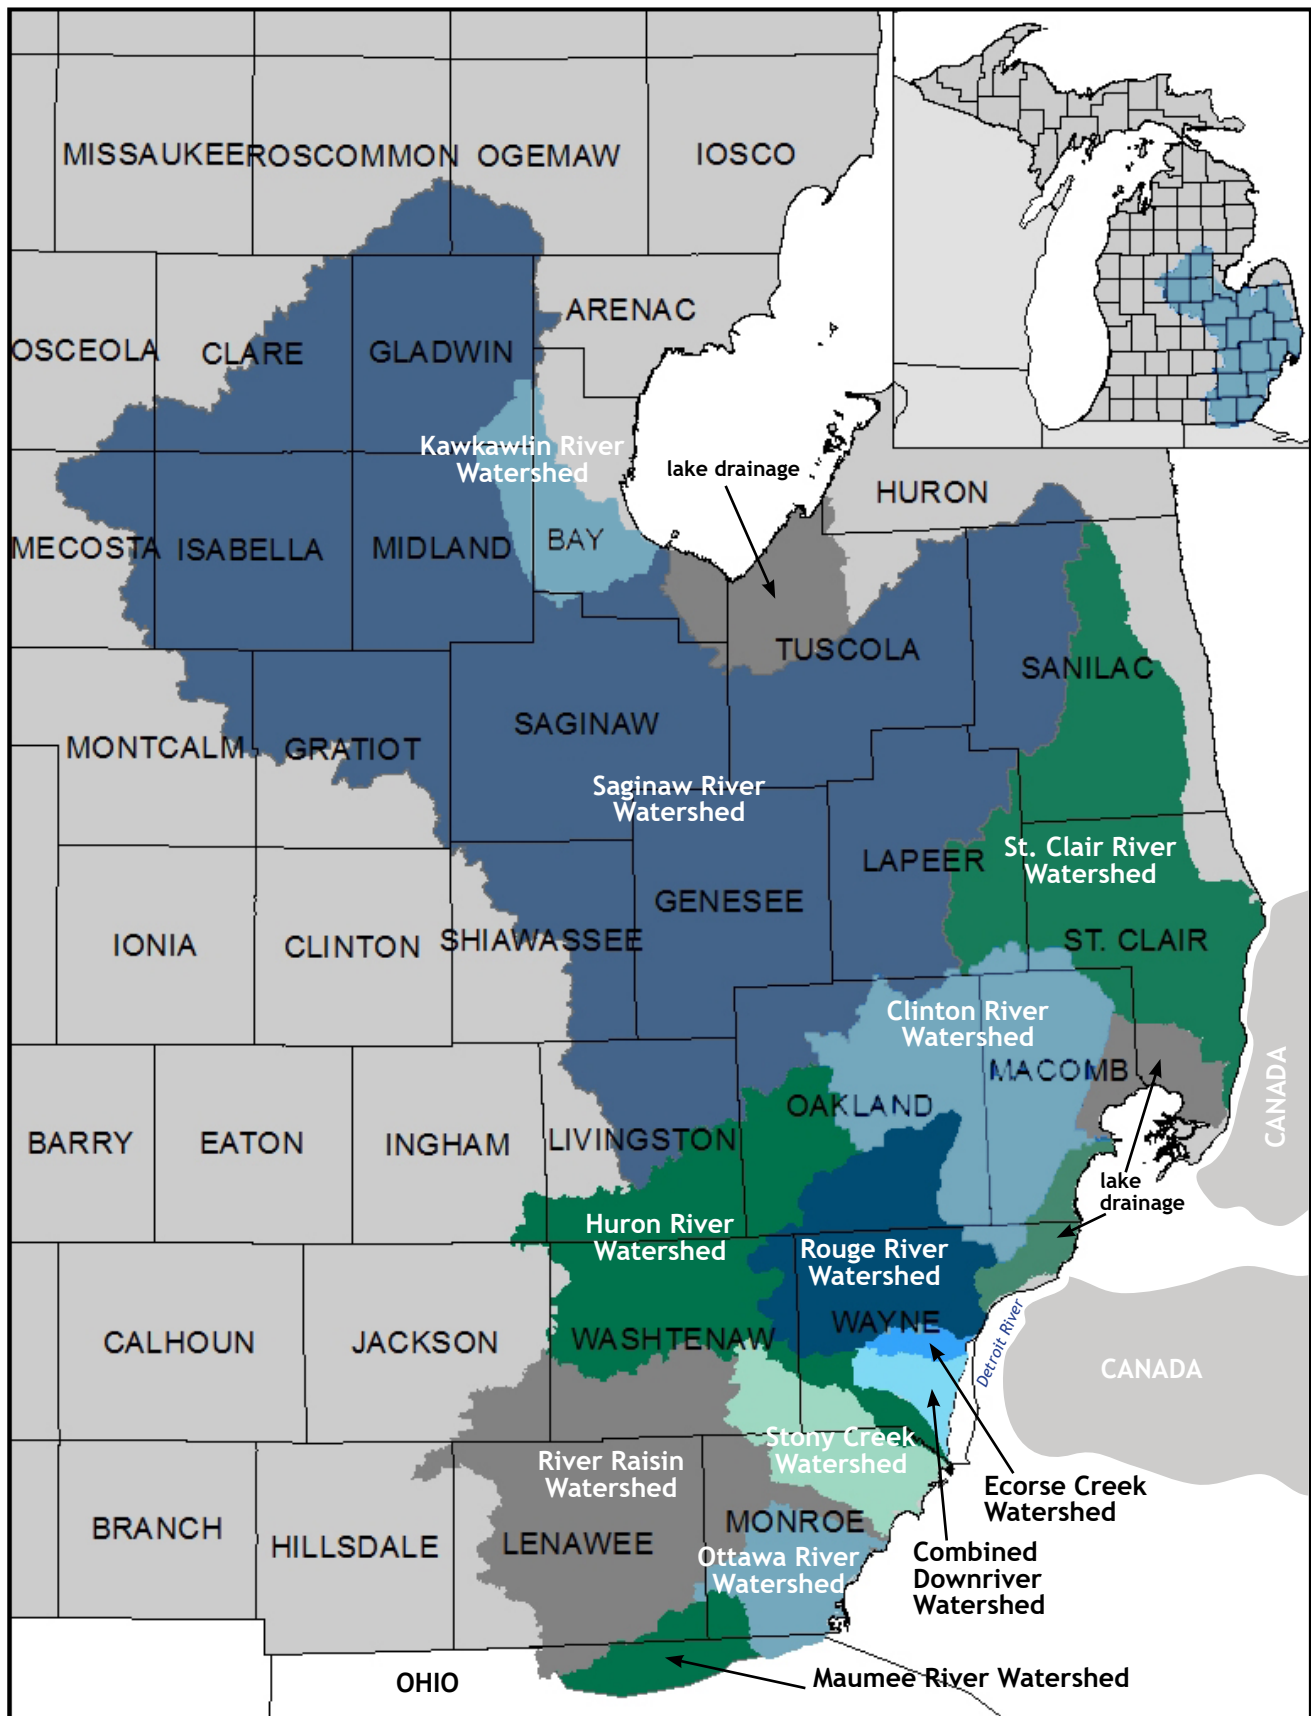 MISSAUKEE
ROSCOMMON
OGEMAW
IOSCO
ARENAC
OSCEOLA
CLARE
GLADWIN
Kawkawlin River
Watershed
lake drainage
HURON
MECOSTA
ISABELLA
MIDLAND
BAY
TUSCOLA
SANILAC
MONTCALM
GRATIOT
SAGINAW
Saginaw River
Watershed
LAPEER
St. Clair River
Watershed
GENESEE
IONIA
CLINTON
SHIAWASSEE
ST. CLAIR
Clinton River
Watershed
MACOMB
OAKLAND
CANADA
BARRY
EATON
INGHAM
LIVINGSTON
lake
drainage
Huron River
Watershed
Rouge River
Watershed
WAYNE
CALHOUN
JACKSON
WASHTENAW
Detroit River
CANADA
Stony Creek
Watershed
River Raisin
Watershed
Ecorse Creek
Watershed
BRANCH
HILLSDALE
LENAWEE
MONROE
Ottawa River
Watershed
Combined
Downriver
Watershed
OHIO
Maumee River Watershed